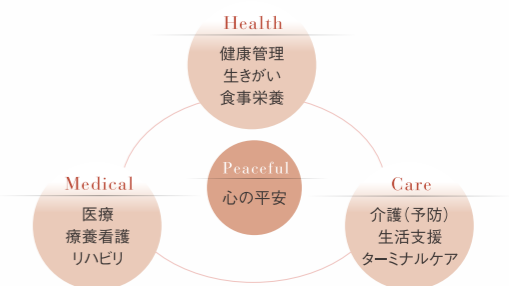 Health
健康管理
生きがい
食事栄養
Peaceful
心の平安
Medical
医療
療養看護
リハビリ
Care
介護(予防)
生活支援
ターミナルケア